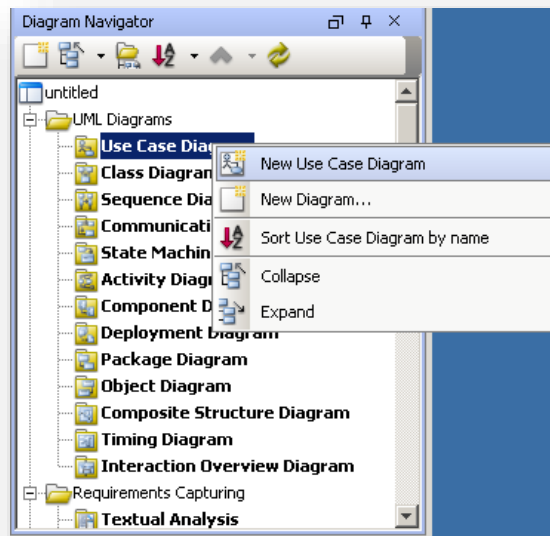 Diagram Navigator
untitled
UML Diagrams
Use Case Diag
New Use Case Diagram
Class Diagran
New Diagram...
Sequence Dia
Sort Use Case Diagram by name
Communicati
State Machin
Collapse
Activity Diagr
Expand
Component D
Deployment Diagram
Package Diagram
Object Diagram
Composite Structure Diagram
Timing Diagram
Interaction Overview Diagram
Requirements Capturing
Textual Analysis